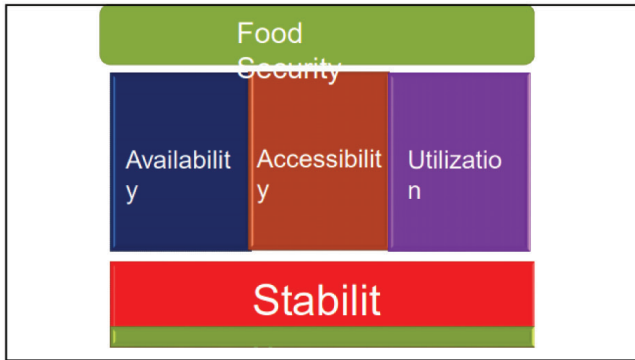 Food
Security
Availabilit
y
Accessibilit
y
Utilizatio
n
Stabilit